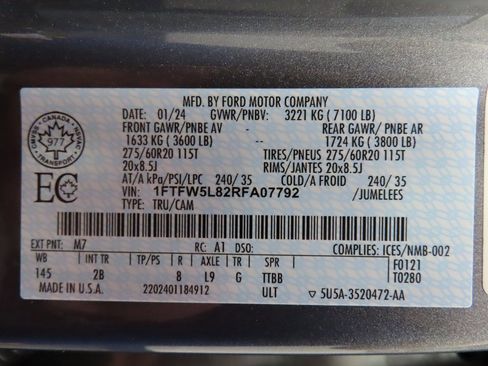 MFD. BY FORD MOTOR COMPANY
DATE: 01/24 GVWR/PNBV: 3221 KG ( 7100 LB)
FRONT GAWR/PNBE AV - -- REAR GAWR/ PNBE AR
1633 KG ( 3600 LB) 1724 KG ( 3800 LB)
275/60R20 115T TIRES/PNEUS 275/60R20 115T
20x8.5J RIMS/JANTES 20x8.5J
AT/A kPa/PSI/LPC 240/ 35 COLD/A FROID 240/ 35
VIN: 1FTFW5L82RFA07792 /JUMELEES
TYPE: TRU/CAM
CANADA
977
TRANSPORT
CMVSS
NSVAC
EC
EXT PNT: M7 RC: A1 DSO: COMPLIES: ICES/NMB-002
WB INT TR TP/PS R AXLE TR SPR F0121
145 2B 8 L9 G TTBB T0280
MADE IN U.S.A. 2202401184912 ULT ▽ 5U5A-3520472-AA